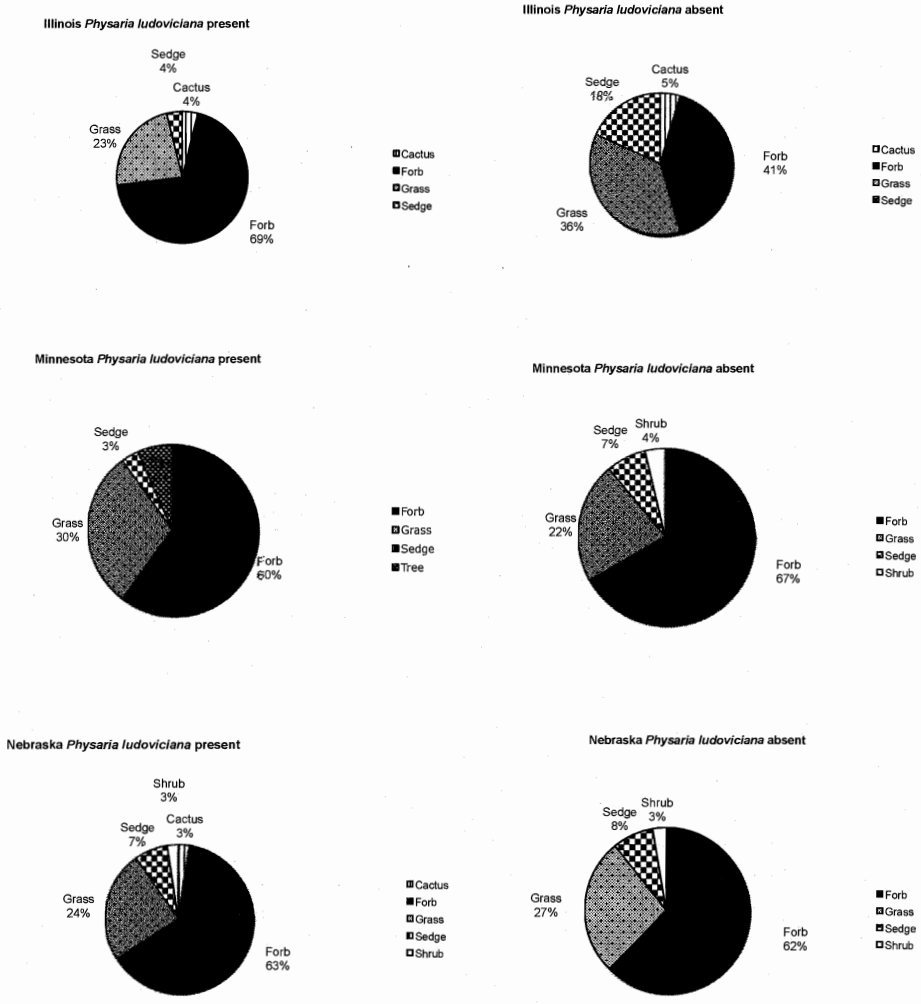 Illinois Physaria ludoviciana present
Sedge
4%
Cactus
4%
Grass
23%
Forb
69%
Cactus
Forb
Grass
Sedge
Illinois Physaria ludoviciana absent
Cactus
5%
Sedge
18%
Forb
41%
Grass
36%
Cactus
Forb
Grass
Sedge
Minnesota Physaria ludoviciana present
Sedge
3%
Grass
30%
Forb
60%
Forb
Grass
Sedge
Tree
Minnesota Physaria ludoviciana absent
Shrub
4%
Sedge
7%
Grass
22%
Forb
67%
Forb
Grass
Sedge
Shrub
Nebraska Physaria ludoviciana present
Shrub
3%
Cactus
3%
Sedge
7%
Grass
24%
Forb
63%
Cactus
Forb
Grass
Sedge
Shrub
Nebraska Physaria ludoviciana absent
Shrub
3%
Sedge
8%
Grass
27%
Forb
62%
Forb
Grass
Sedge
Shrub